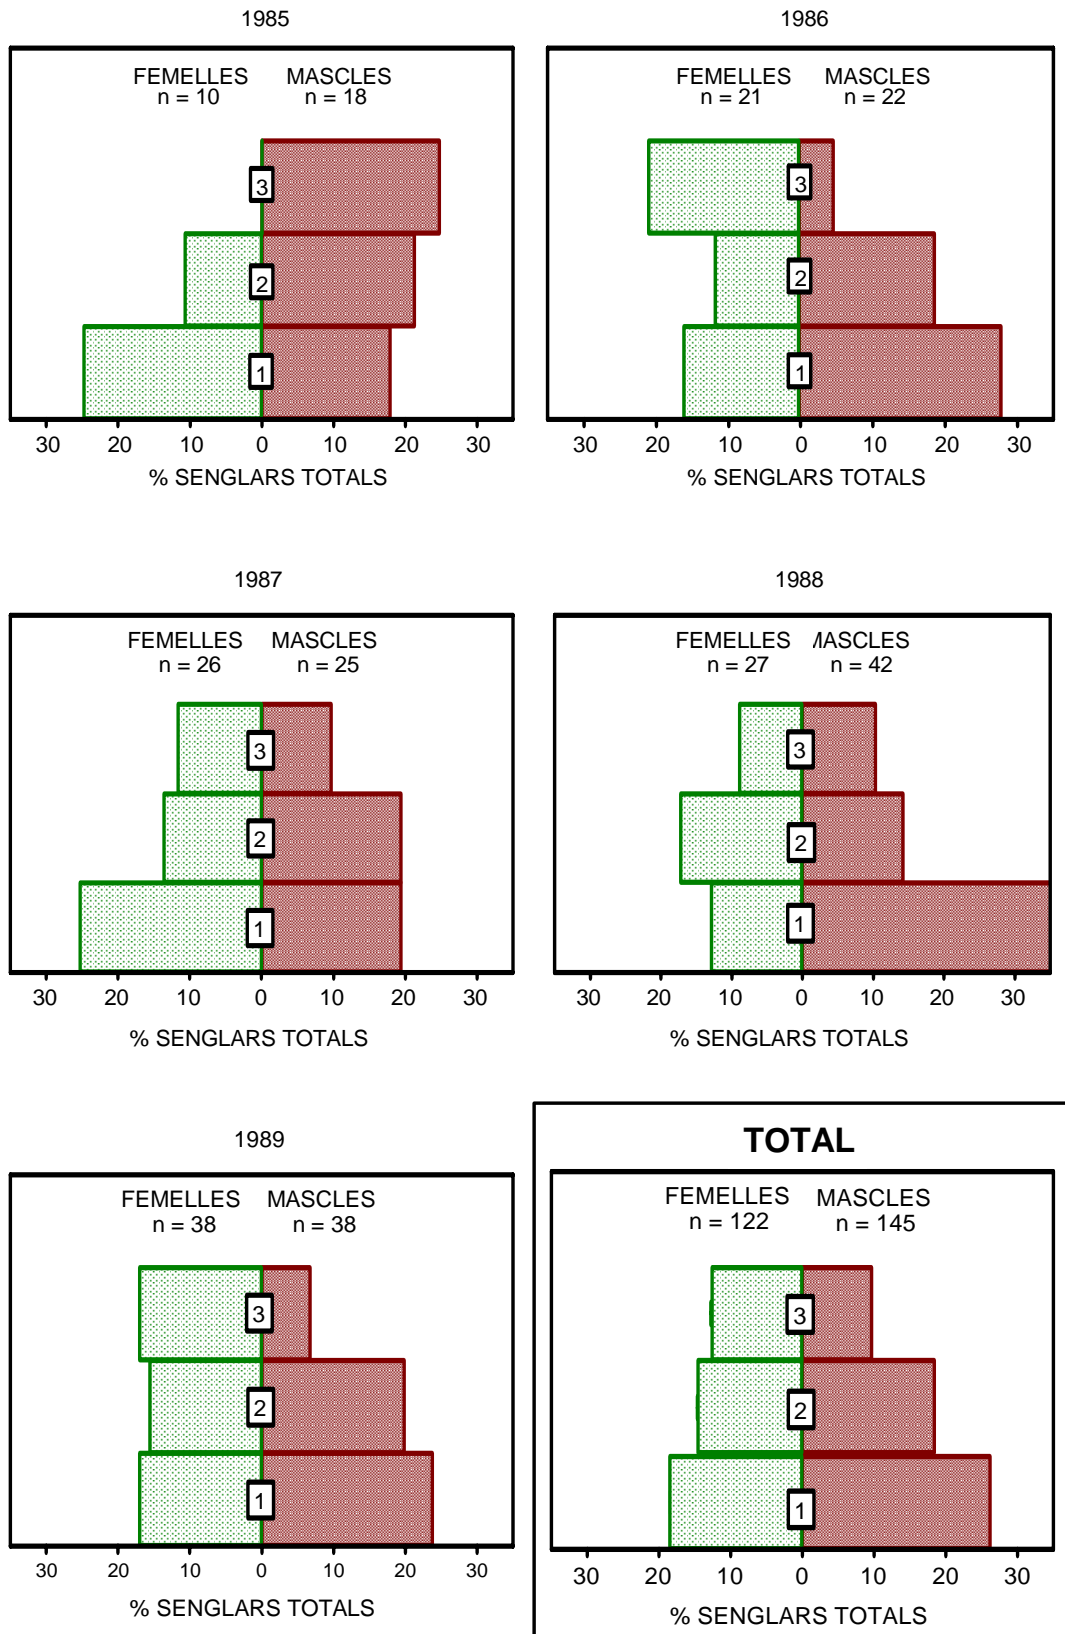 1985
FEMELLES MASCLES
n = 10 n = 18
3
2
1
30 20 10 0 10 20 30
% SENGLARS TOTALS
1986
FEMELLES MASCLES
n = 21 n = 22
3
2
1
30 20 10 0 10 20 30
% SENGLARS TOTALS
1987
FEMELLES MASCLES
n = 26 n = 25
3
2
1
30 20 10 0 10 20 30
% SENGLARS TOTALS
1988
FEMELLES MASCLES
n = 27 n = 42
3
2
1
30 20 10 0 10 20 30
% SENGLARS TOTALS
1989
FEMELLES MASCLES
n = 38 n = 38
3
2
1
30 20 10 0 10 20 30
% SENGLARS TOTALS
TOTAL
FEMELLES MASCLES
n = 122 n = 145
3
2
1
30 20 10 0 10 20 30
% SENGLARS TOTALS